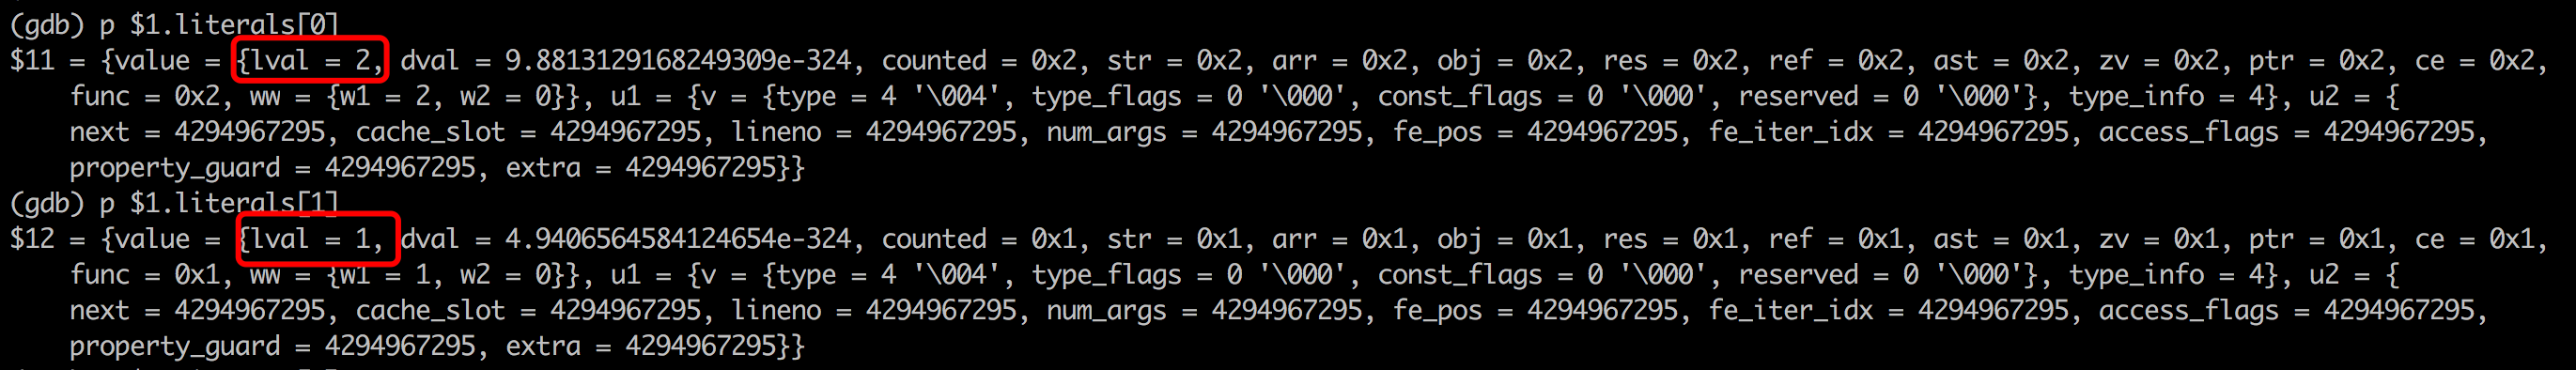 (gdb) p $1.literals[0]
$11 = {value = {lval = 2, dval = 9.8813129168249309e-324, counted = 0x2, str = 0x2, arr = 0x2, obj = 0x2, res = 0x2, ref = 0x2, ast = 0x2, zv = 0x2, ptr = 0x2, ce = 0x2,
func = 0x2, ww = {w1 = 2, w2 = 0}}, u1 = {v = {type = 4 '\004', type_flags = 0 '\000', const_flags = 0 '\000', reserved = 0 '\000'}, type_info = 4}, u2 = {
next = 4294967295, cache_slot = 4294967295, lineno = 4294967295, num_args = 4294967295, fe_pos = 4294967295, fe_iter_idx = 4294967295, access_flags = 4294967295,
property_guard = 4294967295, extra = 4294967295}}
(gdb) p $1.literals[1]
$12 = {value = {lval = 1, dval = 4.9406564584124654e-324, counted = 0x1, str = 0x1, arr = 0x1, obj = 0x1, res = 0x1, ref = 0x1, ast = 0x1, zv = 0x1, ptr = 0x1, ce = 0x1,
func = 0x1, ww = {w1 = 1, w2 = 0}}, u1 = {v = {type = 4 '\004', type_flags = 0 '\000', const_flags = 0 '\000', reserved = 0 '\000'}, type_info = 4}, u2 = {
next = 4294967295, cache_slot = 4294967295, lineno = 4294967295, num_args = 4294967295, fe_pos = 4294967295, fe_iter_idx = 4294967295, access_flags = 4294967295,
property_guard = 4294967295, extra = 4294967295}}